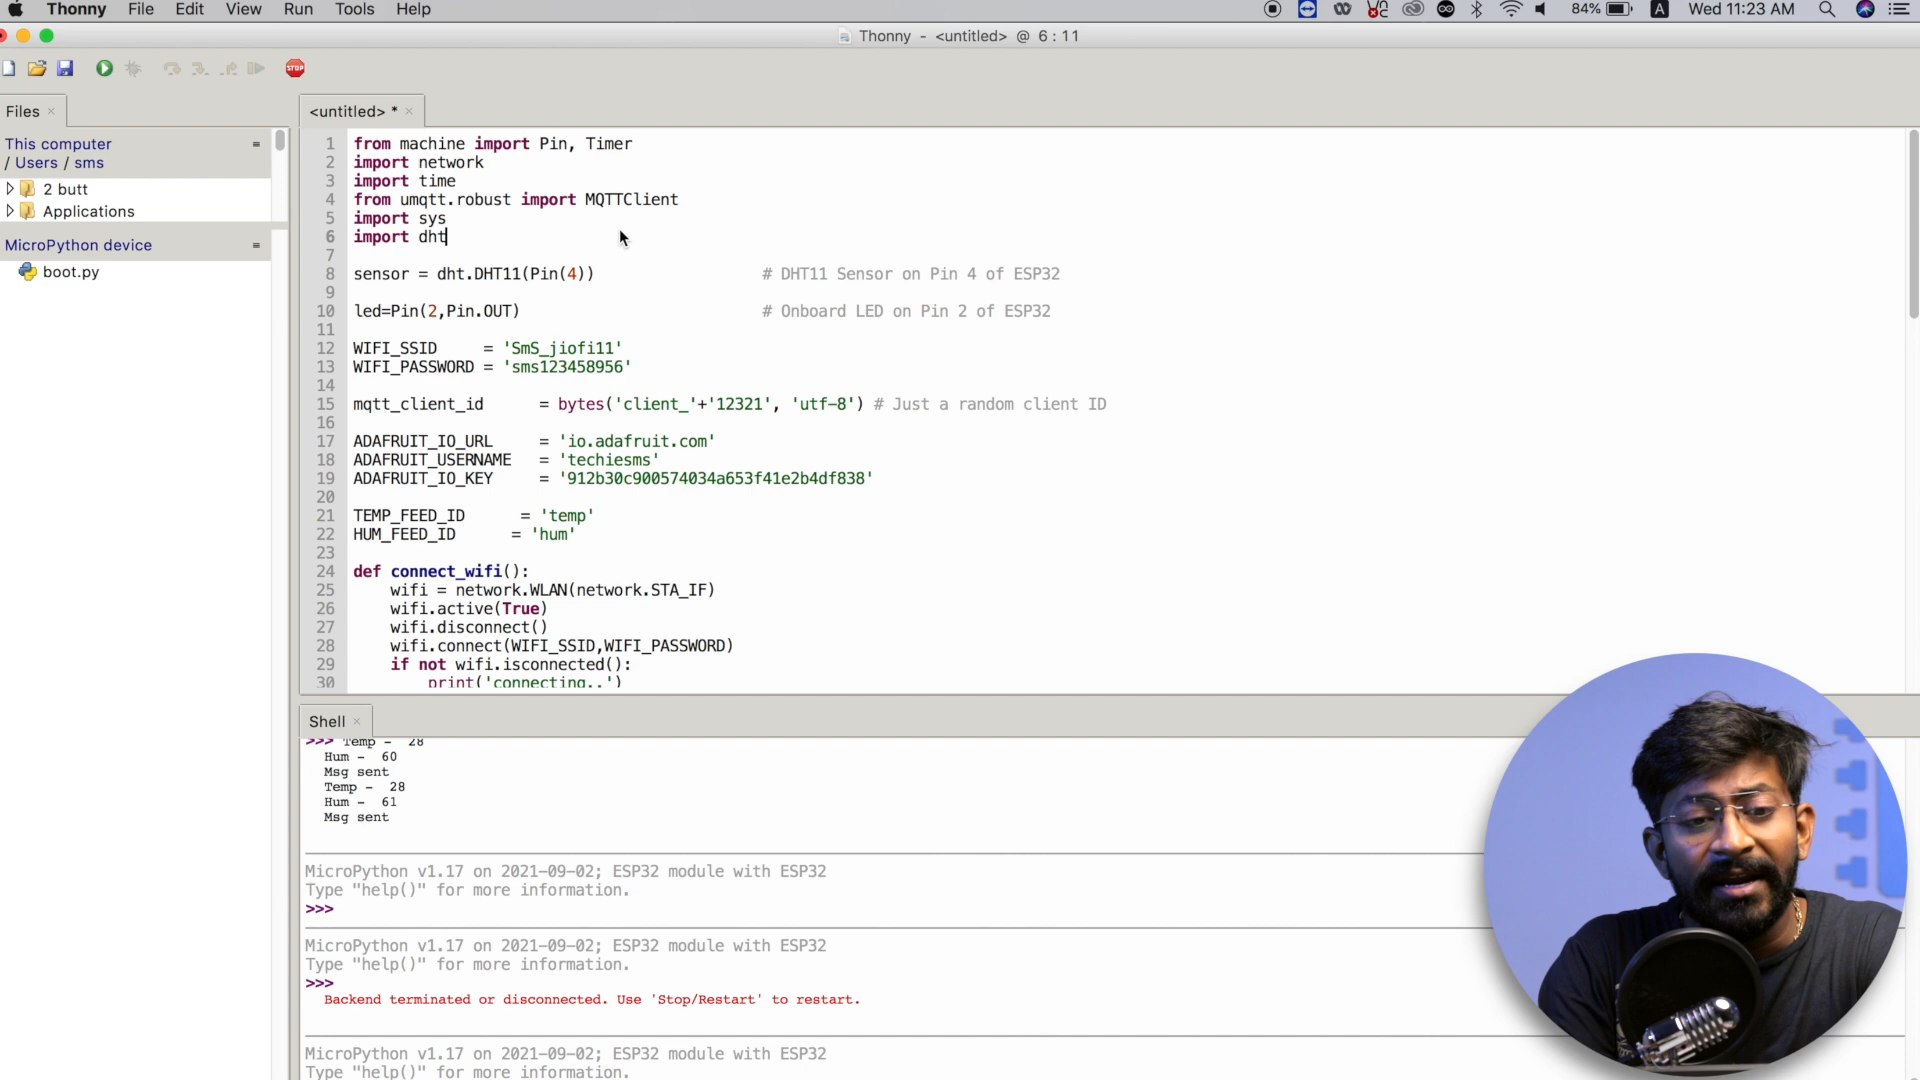 Thonny File Edit View Run Tools Help 84% A Wed 11:23 AM
Thonny - <untitled> @ 6 : 11
STOP
Files
<untitled> *
This computer
/ Users / sms
2 butt
Applications
MicroPython device
boot.py
1 from machine import Pin, Timer
2 import network
3 import time
4 from umqtt.robust import MQTTClient
5 import sys
6 import dht
7
8 sensor = dht.DHT11(Pin(4)) # DHT11 Sensor on Pin 4 of ESP32
9
10 led=Pin(2,Pin.OUT) # Onboard LED on Pin 2 of ESP32
11
12 WIFI_SSID = 'SmS_jiofi11'
13 WIFI_PASSWORD = 'sms123458956'
14
15 mqtt_client_id = bytes('client_'+'12321', 'utf-8') # Just a random client ID
16
17 ADAFRUIT_IO_URL = 'io.adafruit.com'
18 ADAFRUIT_USERNAME = 'techiesms'
19 ADAFRUIT_IO_KEY = '912b30c900574034a653f41e2b4df838'
20
21 TEMP_FEED_ID = 'temp'
22 HUM_FEED_ID = 'hum'
23
24 def connect_wifi():
25 wifi = network.WLAN(network.STA_IF)
26 wifi.active(True)
27 wifi.disconnect()
28 wifi.connect(WIFI_SSID,WIFI_PASSWORD)
29 if not wifi.isconnected():
30 print('connecting..')
Shell
>>> Temp - 28
Hum - 60
Msg sent
Temp - 28
Hum - 61
Msg sent
MicroPython v1.17 on 2021-09-02; ESP32 module with ESP32
Type "help()" for more information.
>>>
MicroPython v1.17 on 2021-09-02; ESP32 module with ESP32
Type "help()" for more information.
>>>
Backend terminated or disconnected. Use 'Stop/Restart' to restart.
MicroPython v1.17 on 2021-09-02; ESP32 module with ESP32
Type "help()" for more information.